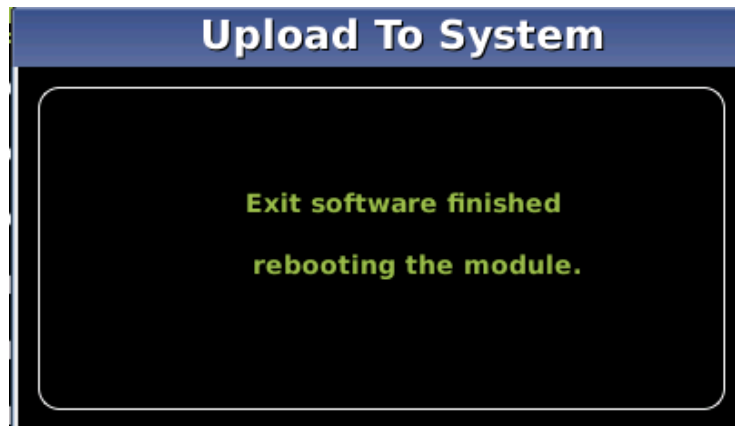 Upload To System
Exit software finished
rebooting the module.